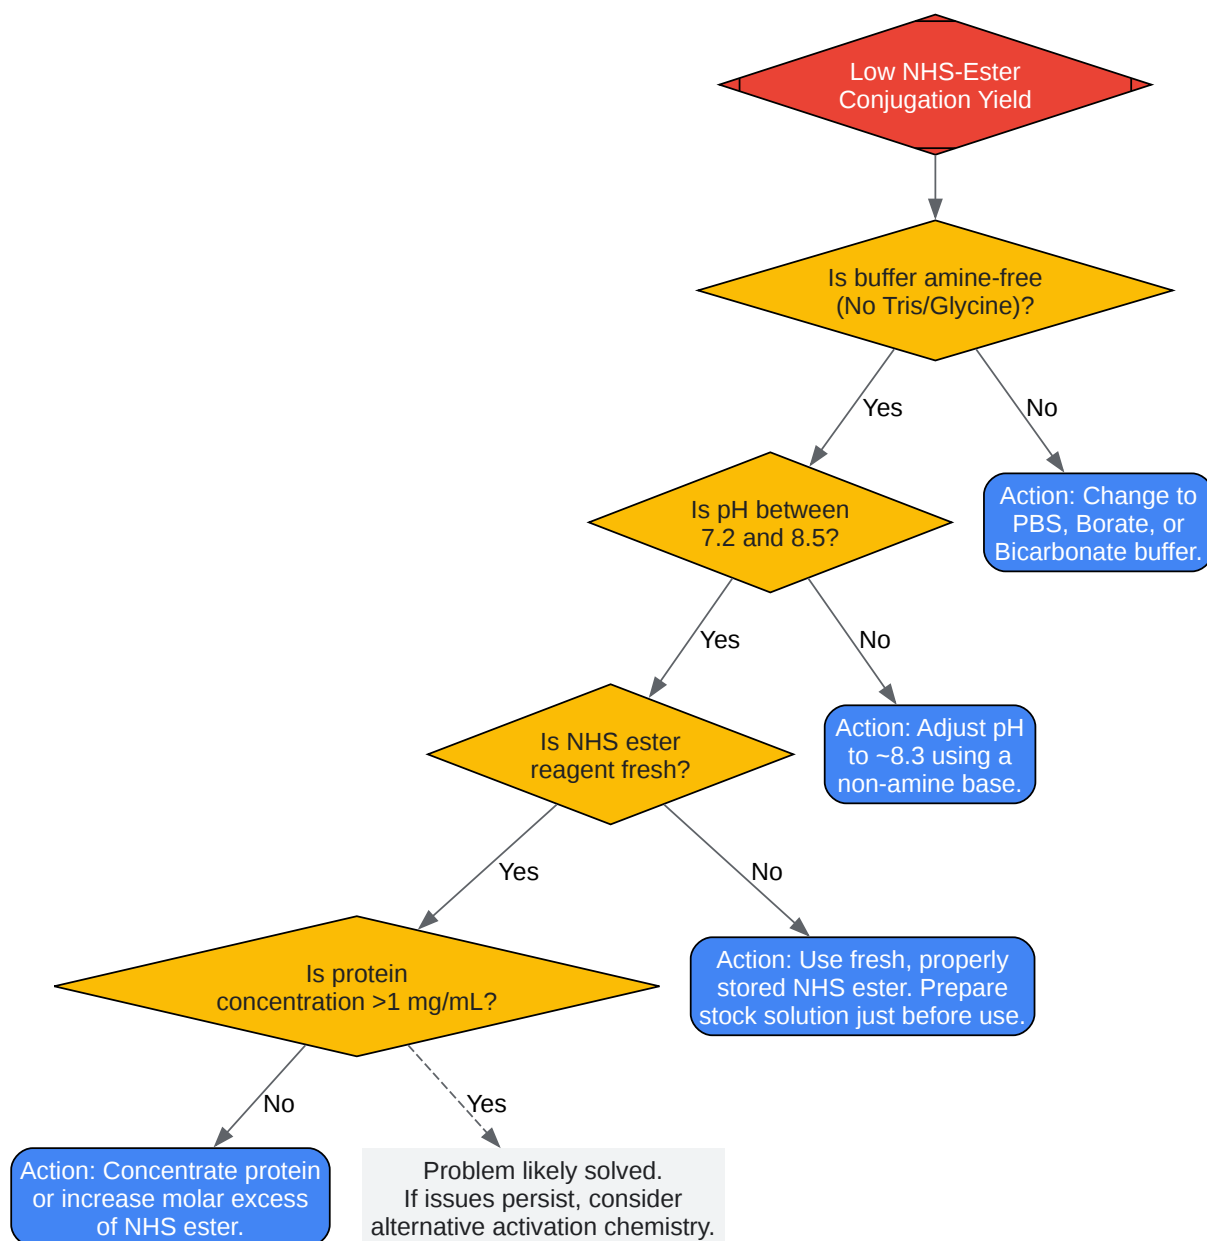 Low NHS-Ester
Conjugation Yield
Is buffer amine-free
(No Tris/Glycine)?
Yes
No
Is pH between
7.2 and 8.5?
Action: Change to
PBS, Borate, or
Bicarbonate buffer.
Yes
No
Is NHS ester
reagent fresh?
Action: Adjust pH
to ~8.3 using a
non-amine base.
Yes
No
Is protein
concentration >1 mg/mL?
Action: Use fresh, properly
stored NHS ester. Prepare
stock solution just before use.
No
Yes
Action: Concentrate protein
or increase molar excess
of NHS ester.
Problem likely solved.
If issues persist, consider
alternative activation chemistry.